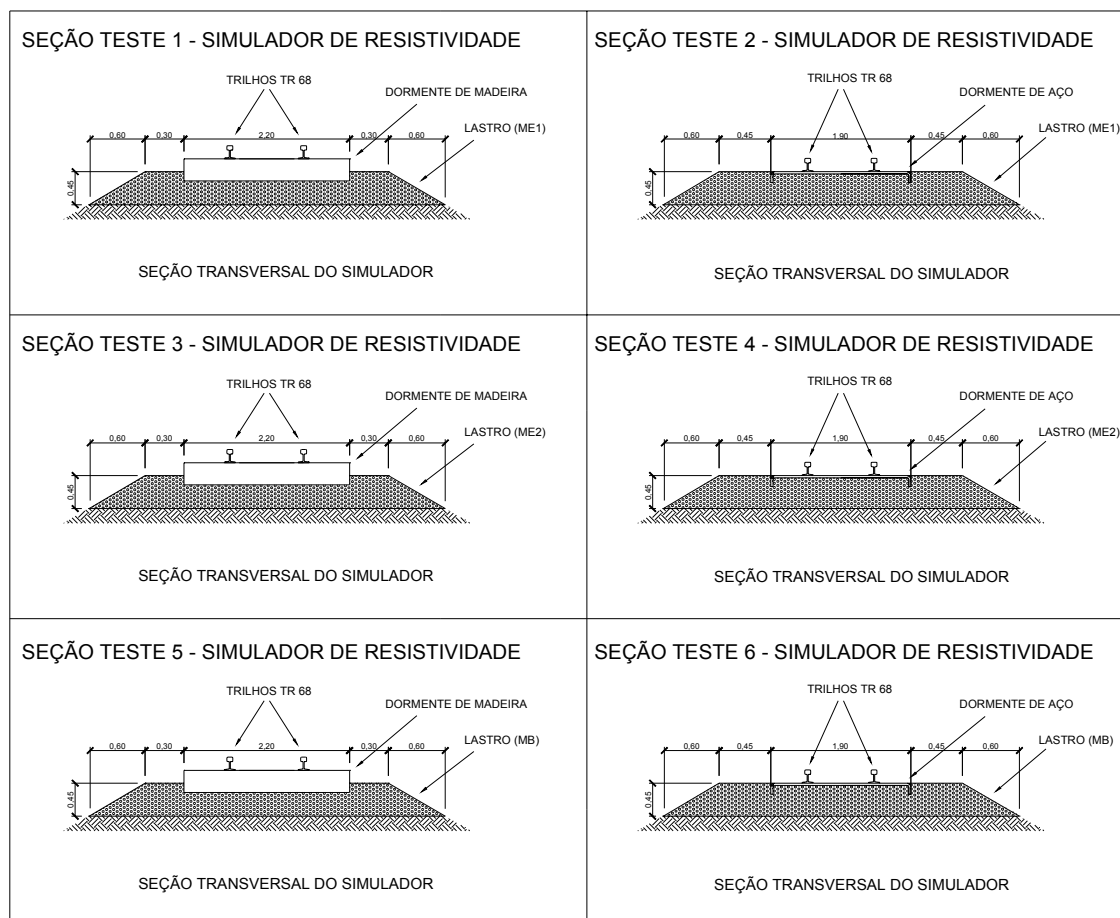 SEÇÃO TESTE 1 - SIMULADOR DE RESISTIVIDADE
TRILHOS TR 68
DORMENTE DE MADEIRA
LASTRO (ME1)
0,60 0,30 2,20 0,30 0,60
0,45
SEÇÃO TRANSVERSAL DO SIMULADOR
SEÇÃO TESTE 2 - SIMULADOR DE RESISTIVIDADE
TRILHOS TR 68
DORMENTE DE AÇO
LASTRO (ME1)
0,60 0,45 1,90 0,45 0,60
0,45
SEÇÃO TRANSVERSAL DO SIMULADOR
SEÇÃO TESTE 3 - SIMULADOR DE RESISTIVIDADE
TRILHOS TR 68
DORMENTE DE MADEIRA
LASTRO (ME2)
0,60 0,30 2,20 0,30 0,60
0,45
SEÇÃO TRANSVERSAL DO SIMULADOR
SEÇÃO TESTE 4 - SIMULADOR DE RESISTIVIDADE
TRILHOS TR 68
DORMENTE DE AÇO
LASTRO (ME2)
0,60 0,45 1,90 0,45 0,60
0,45
SEÇÃO TRANSVERSAL DO SIMULADOR
SEÇÃO TESTE 5 - SIMULADOR DE RESISTIVIDADE
TRILHOS TR 68
DORMENTE DE MADEIRA
LASTRO (MB)
0,60 0,30 2,20 0,30 0,60
0,45
SEÇÃO TRANSVERSAL DO SIMULADOR
SEÇÃO TESTE 6 - SIMULADOR DE RESISTIVIDADE
TRILHOS TR 68
DORMENTE DE AÇO
LASTRO (MB)
0,60 0,45 1,90 0,45 0,60
0,45
SEÇÃO TRANSVERSAL DO SIMULADOR